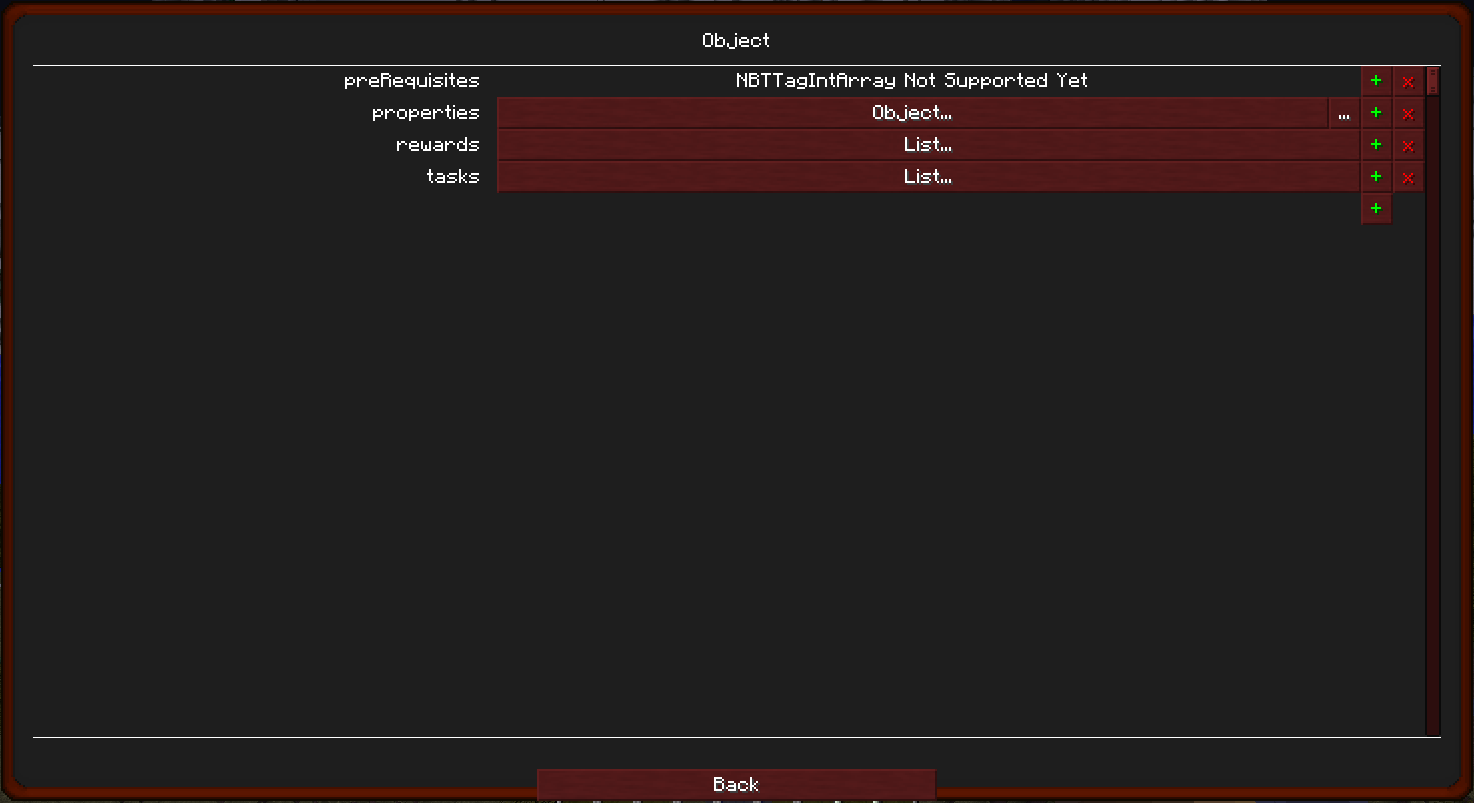 Object
preRequisites NBTTagIntArray Not Supported Yet + x
properties Object... ... + x
rewards List... + x
tasks List... + x
+
Back